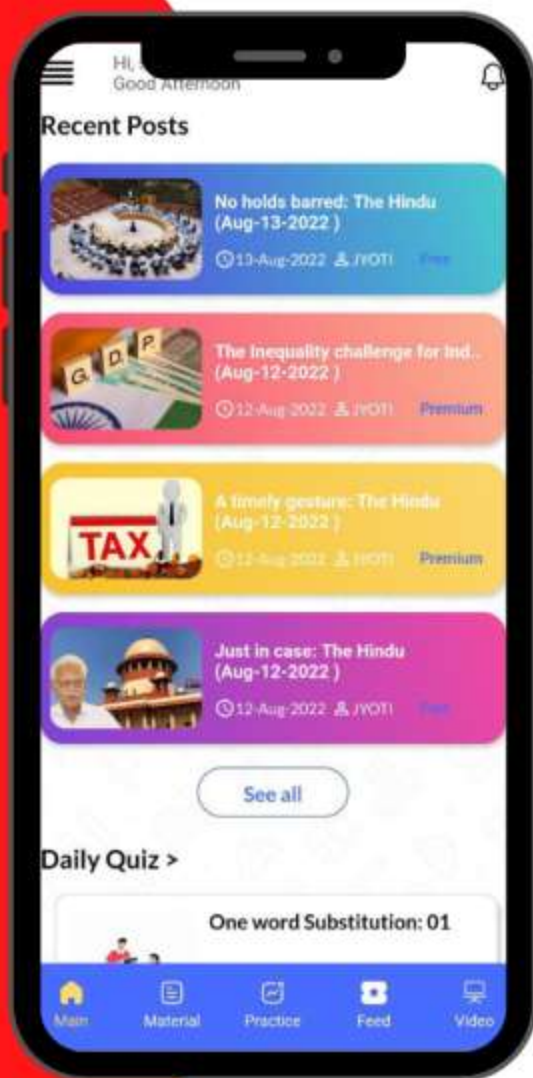 Hi,
Good Afternoon
Recent Posts
No holds barred: The Hindu
(Aug-13-2022 )
13-Aug-2022 JYOTI Free
G D P
The Inequality challenge for Ind..
(Aug-12-2022 )
12-Aug-2022 JYOTI Premium
TAX
A timely gesture: The Hindu
(Aug-12-2022 )
12-Aug-2022 JYOTI Premium
Just in case: The Hindu
(Aug-12-2022 )
12-Aug-2022 JYOTI Free
See all
Daily Quiz >
One word Substitution: 01
Main Material Practice Feed Video